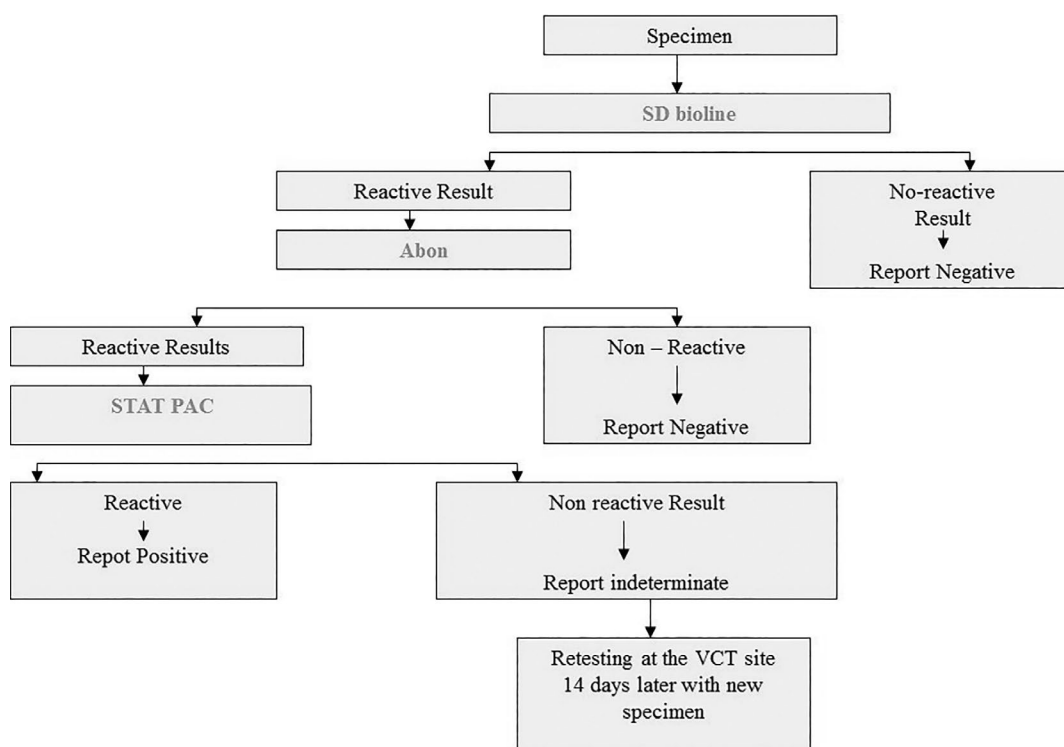 Specimen
SD bioline
Reactive Result
No-reactive
Result
Report Negative
Abon
Reactive Results
Non – Reactive
Report Negative
STAT PAC
Reactive
Repot Positive
Non reactive Result
Report indeterminate
Retesting at the VCT site
14 days later with new
specimen